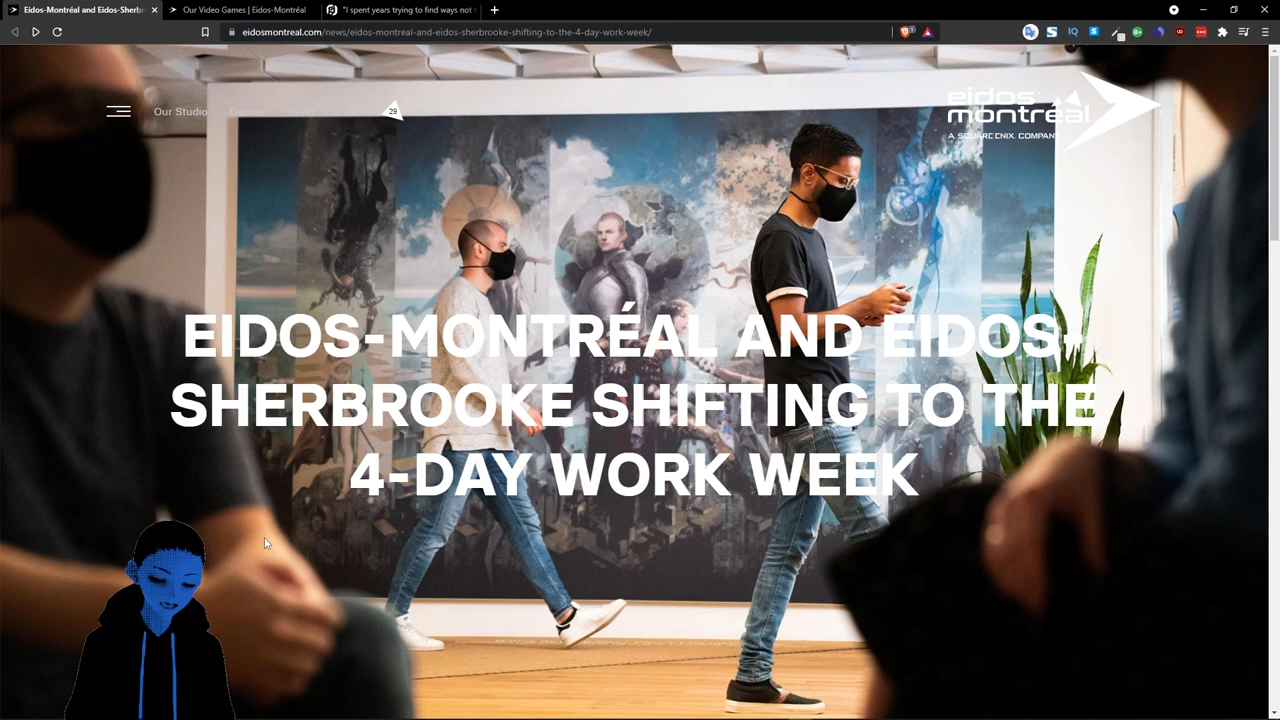 Eidos-Montréal and Eidos-Sherb
Our Video Games | Eidos-Montréal
"I spent years trying to find ways not
eidosmontreal.com/news/eidos-montreal-and-eidos-sherbrooke-shifting-to-the-4-day-work-week/
Our Studio
Games
29
eidos
montréal
A SQUARE ENIX. COMPANY
EIDOS-MONTRÉAL AND EIDOS-
SHERBROOKE SHIFTING TO THE
4-DAY WORK WEEK